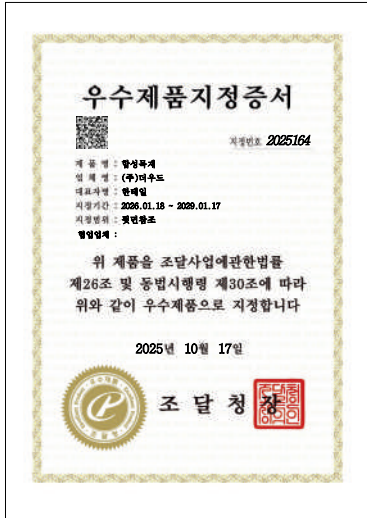 우수제품지정증서
지정번호 2025164
제 품 명 : 합성목재
업 체 명 : (주)더우드
대표자명 : 한태일
지정기간 : 2026.01.18 ~ 2029.01.17
지정범위 : 뒷면참조
협업업체 :
위 제품을 조달사업에관한법률
제26조 및 동법시행령 제30조에 따라
위와 같이 우수제품으로 지정합니다
2025년 10월 17일
조 달 청 장